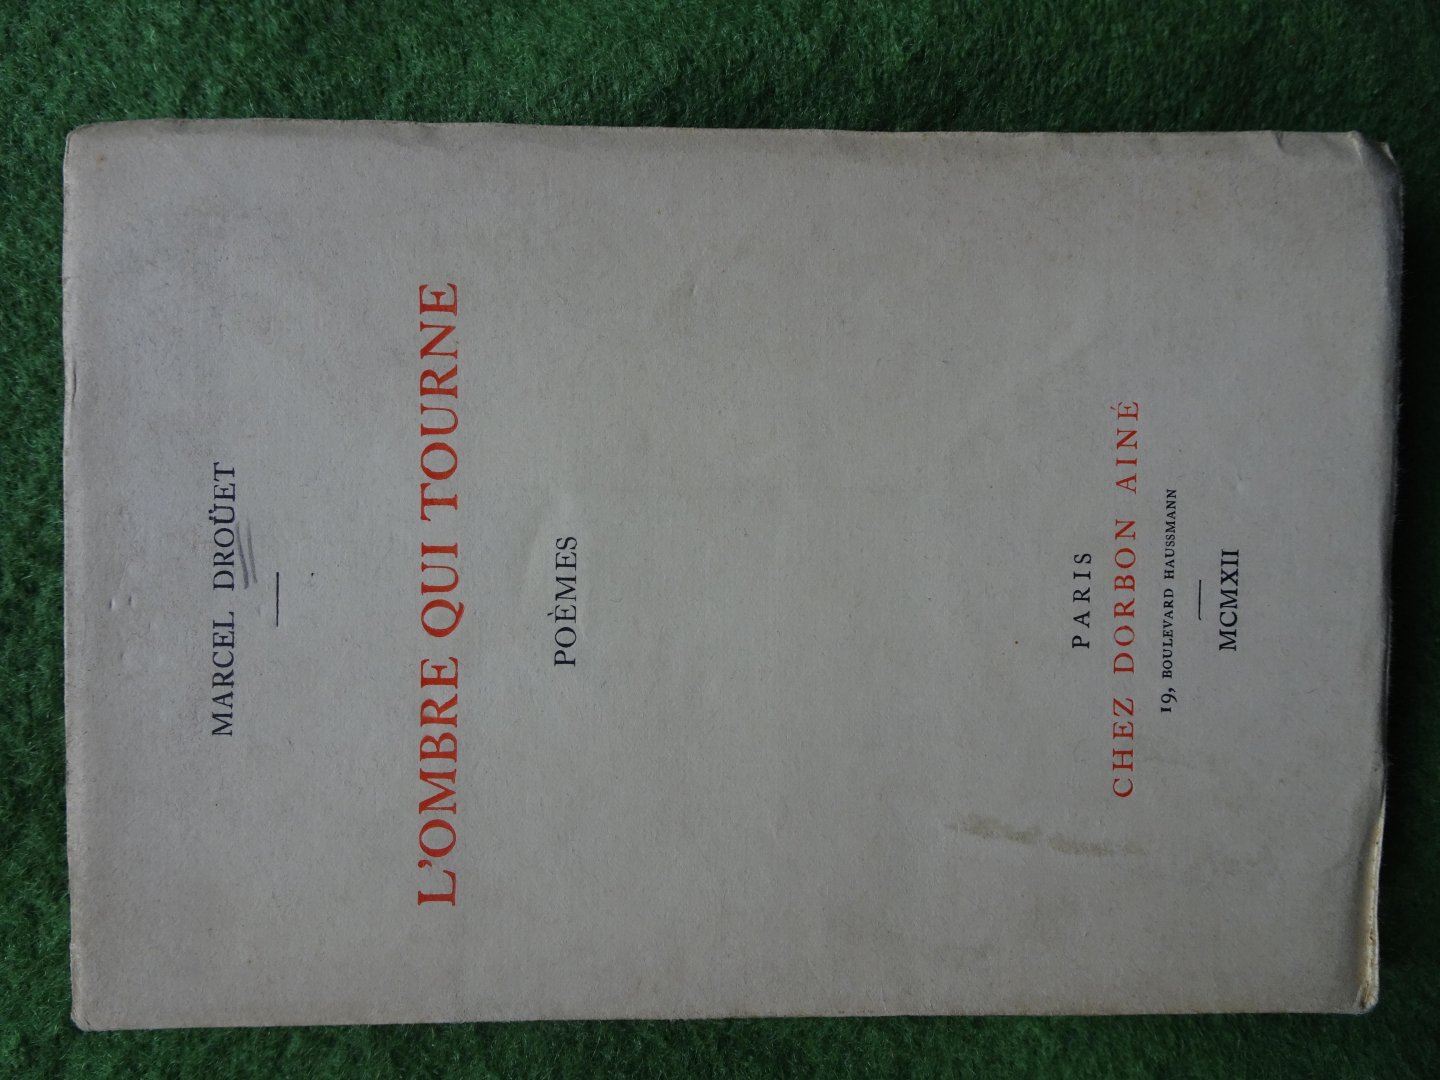 MARCEL DROÜET
L'OMBRE QUI TOURNE
POÈMES
PARIS
CHEZ DORBON AINÉ
19, BOULEVARD HAUSSMANN
MCMXII